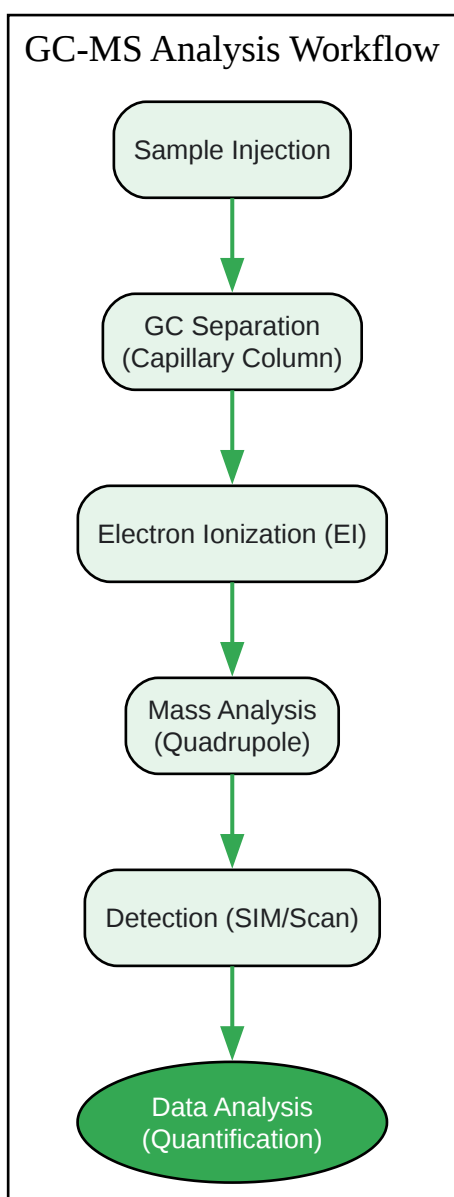 GC-MS Analysis Workflow
Sample Injection
GC Separation
(Capillary Column)
Electron Ionization (EI)
Mass Analysis
(Quadrupole)
Detection (SIM/Scan)
Data Analysis
(Quantification)